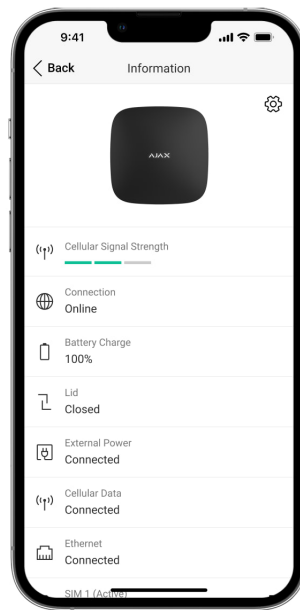 9:41
Back
Information
AJAX
Cellular Signal Strength
Connection
Online
Battery Charge
100%
Lid
Closed
External Power
Connected
Cellular Data
Connected
Ethernet
Connected
SIM 1 (Active)